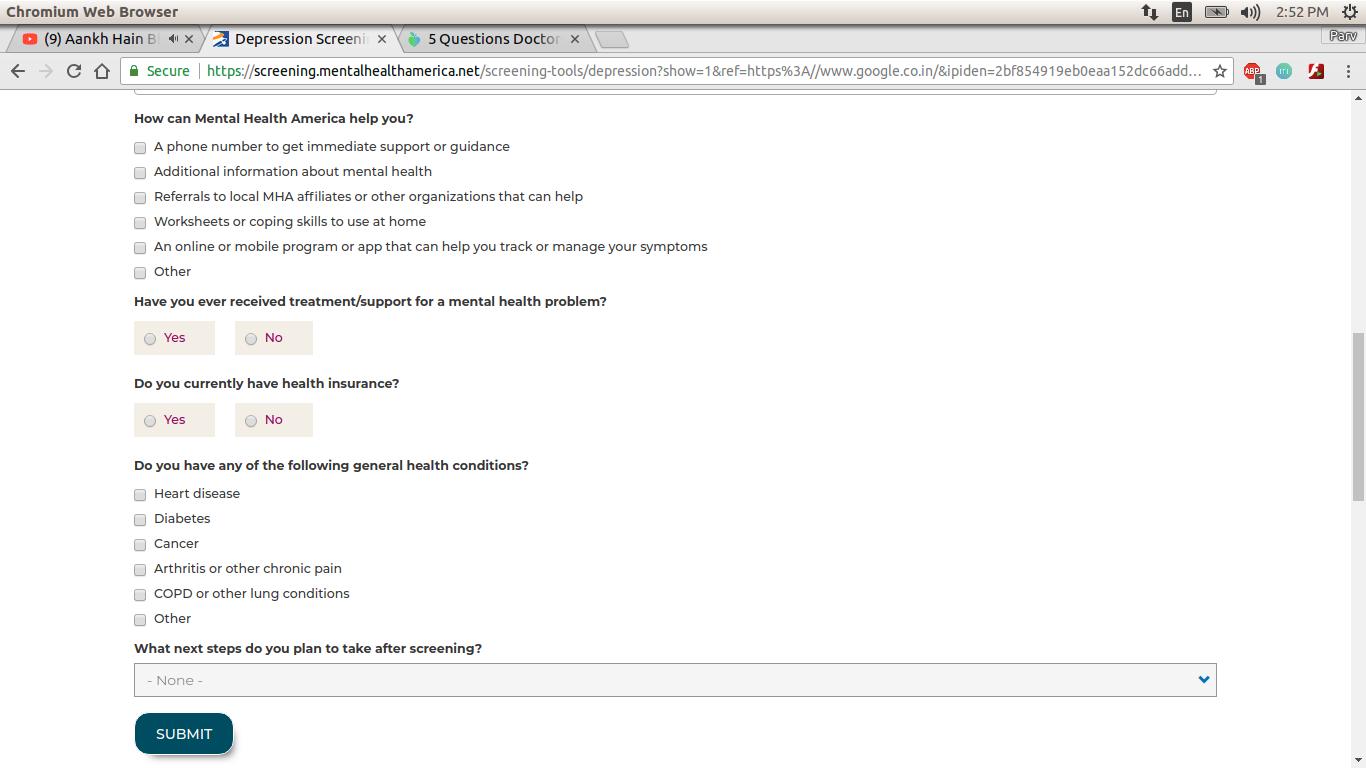 Chromium Web Browser
En
2:52 PM
(9) Aankh Hain B
Depression Screeni
5 Questions Doctor
Parv
Secure
https://screening.mentalhealthamerica.net/screening-tools/depression?show=1&ref=https%3A//www.google.co.in/&ipiden=2bf854919eb0eaa152dc66add...
ABP
1
How can Mental Health America help you?
A phone number to get immediate support or guidance
Additional information about mental health
Referrals to local MHA affiliates or other organizations that can help
Worksheets or coping skills to use at home
An online or mobile program or app that can help you track or manage your symptoms
Other
Have you ever received treatment/support for a mental health problem?
Yes
No
Do you currently have health insurance?
Yes
No
Do you have any of the following general health conditions?
Heart disease
Diabetes
Cancer
Arthritis or other chronic pain
COPD or other lung conditions
Other
What next steps do you plan to take after screening?
- None -
SUBMIT